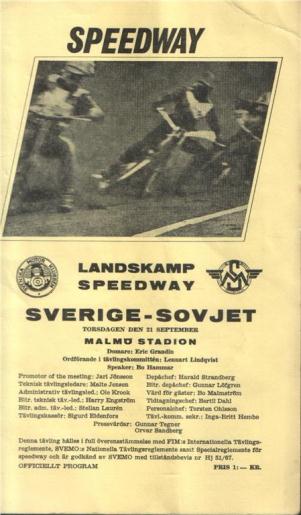 SPEEDWAY
LANDSKAMP
SPEEDWAY
SVERIGE-SOVJET
TORSDAGEN DEN 21 SEPTEMBER
MALMÖ STADION
Domare: Eric Grandin
Ordförande i tävlingskommittén: Lennart Lindqvist
Speaker: Bo Hammar
Promotor of the meeting: Jarl Jönsson
Teknisk tävlingsledare: Malte Jonson
Administrativ tävlingsled.: Ole Krook
Bitr. teknisk täv.-led.: Harry Engström
Bitr. adm. täv.-led.: Stellan Laurén
Tävlingskassör: Sigurd Eldenfors
Depåchef: Harald Strandberg
Bitr. depåchef: Gunnar Löfgren
Värd för gäster: Bo Malmström
Tidtagningschef: Bertil Dahl
Personalchef: Torsten Ohlsson
Tävl.-komm. sekr.: Inga-Britt Hembe
Pressvärdar: Gunnar Tegner
Orvar Sandberg
Denna tävling hålles i full överensstämmelse med FIM:s Internationella Tävlings-
reglemente, SVEMO:s Nationella Tävlingsreglemente samt Specialreglemente för
speedway och är godkänd av SVEMO med tillståndsbevis nr Hj 51/67.
OFFICIELLT PROGRAM
PRIS 1:— KR.